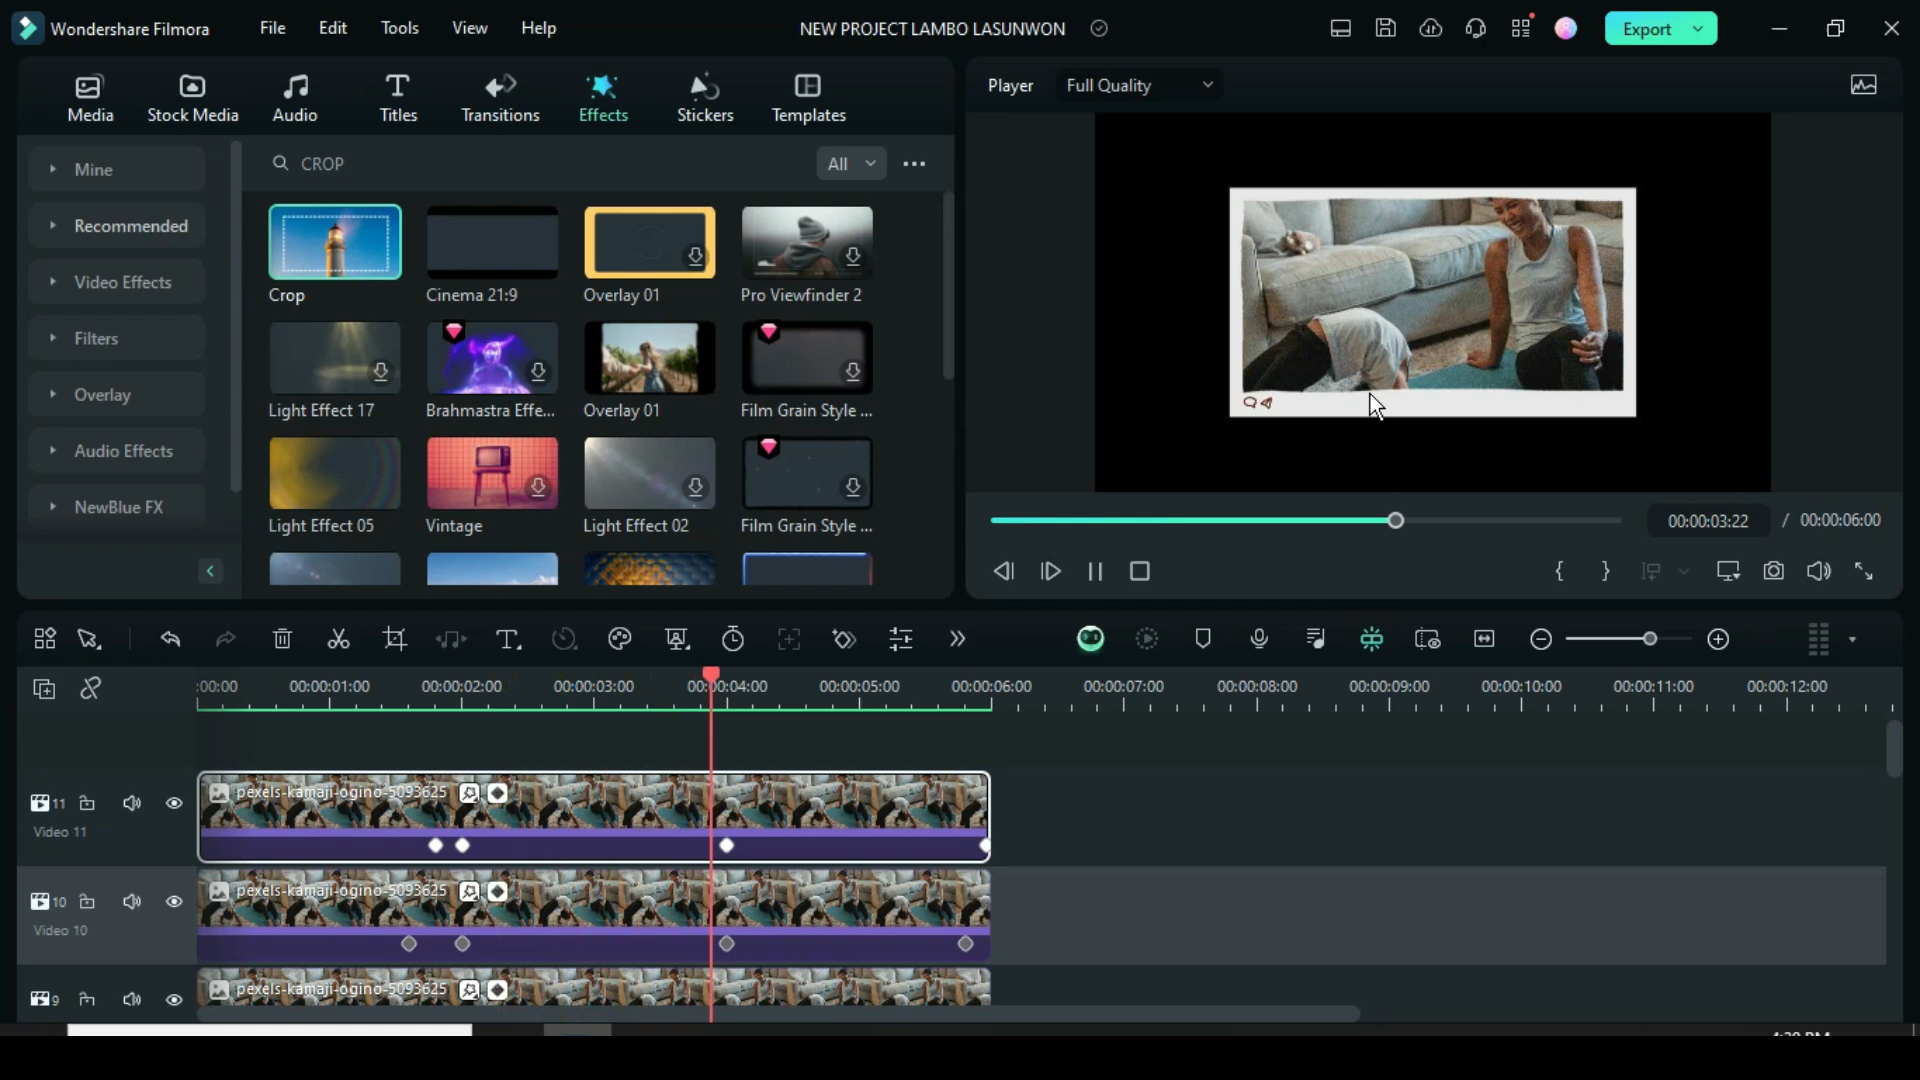 Wondershare Filmora
File
Edit
Tools
View
Help
NEW PROJECT LAMBO LASUNWON
Export
Media
Stock Media
Audio
Titles
Transitions
Effects
Stickers
Templates
Player
Full Quality
Mine
Recommended
Video Effects
Filters
Overlay
Audio Effects
NewBlue FX
CROP
All
Crop
Cinema 21:9
Overlay 01
Pro Viewfinder 2
Light Effect 17
Brahmastra Effe...
Overlay 01
Film Grain Style ...
Light Effect 05
Vintage
Light Effect 02
Film Grain Style ...
00:00:03:22 / 00:00:06:00
:00:00
00:00:01:00
00:00:02:00
00:00:03:00
00:00:04:00
00:00:05:00
00:00:06:00
00:00:07:00
00:00:08:00
00:00:09:00
00:00:10:00
00:00:11:00
00:00:12:00
11
Video 11
pexels-kamaji-ogino-5093625
10
Video 10
pexels-kamaji-ogino-5093625
9
pexels-kamaji-ogino-5093625